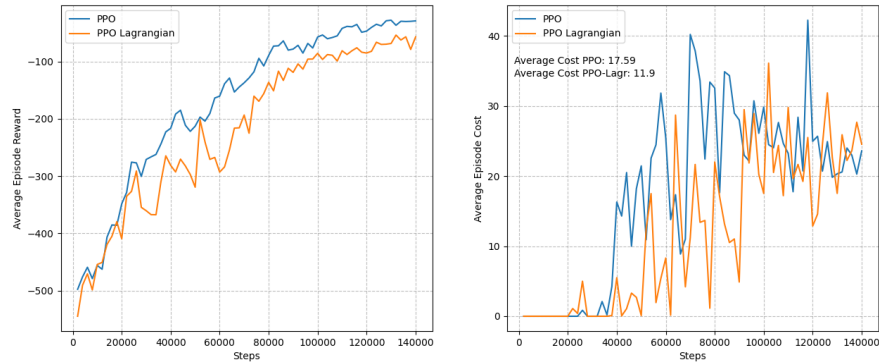 PPO
PPO Lagrangian
Average Episode Reward
−100
−200
−300
−400
−500
0
20000
40000
60000
80000
100000
120000
140000
Steps
PPO
PPO Lagrangian
Average Cost PPO: 17.59
Average Cost PPO-Lagr: 11.9
Average Episode Cost
40
30
20
10
0
0
20000
40000
60000
80000
100000
120000
140000
Steps